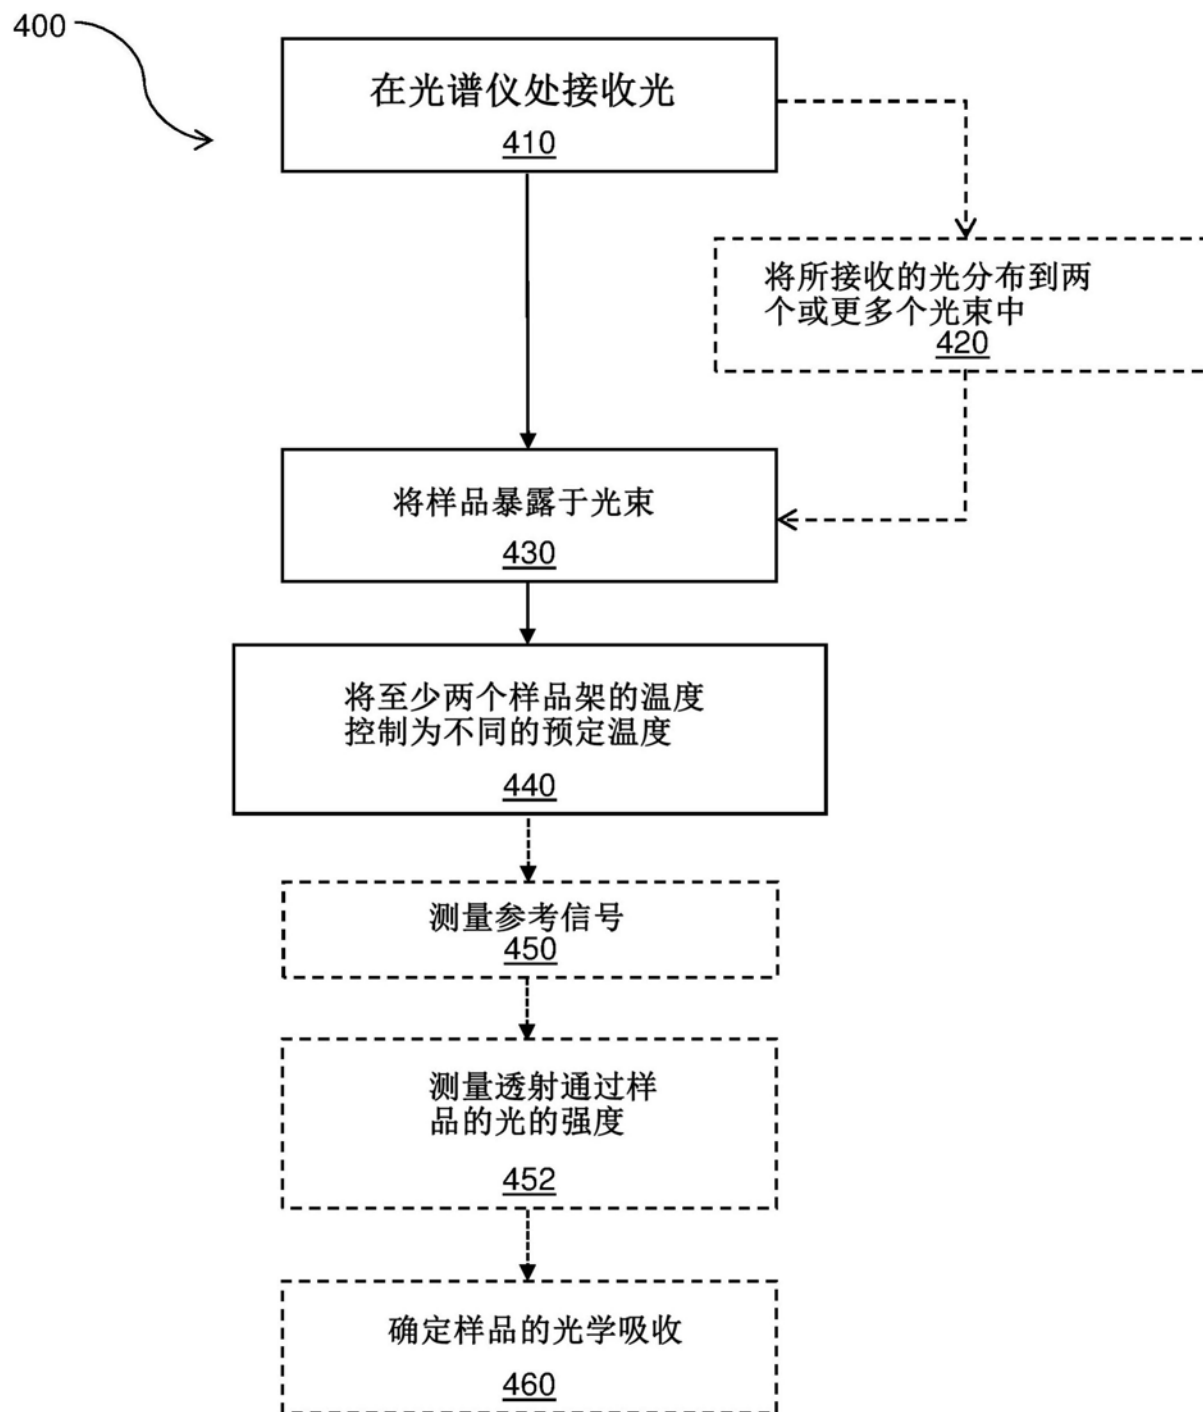 400
在光谱仪处接收光
410
将所接收的光分布到两
个或更多个光束中
420
将样品暴露于光束
430
将至少两个样品架的温度
控制为不同的预定温度
440
测量参考信号
450
测量透射通过样
品的光的强度
452
确定样品的光学吸收
460